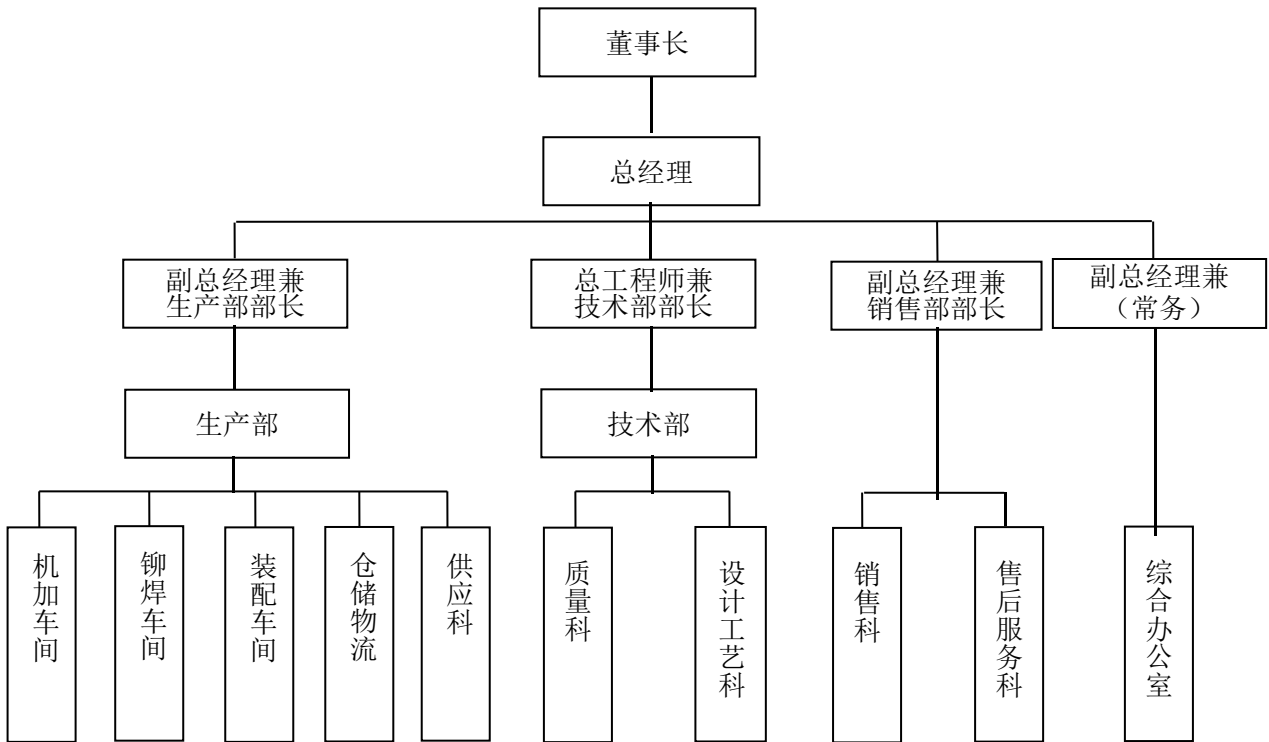 董事长
总经理
副总经理兼
生产部部长
总工程师兼
技术部部长
副总经理兼
销售部部长
副总经理兼
（常务）
生产部
技术部
机加车间
铆焊车间
装配车间
仓储物流
供应科
质量科
设计工艺科
销售科
售后服务科
综合办公室